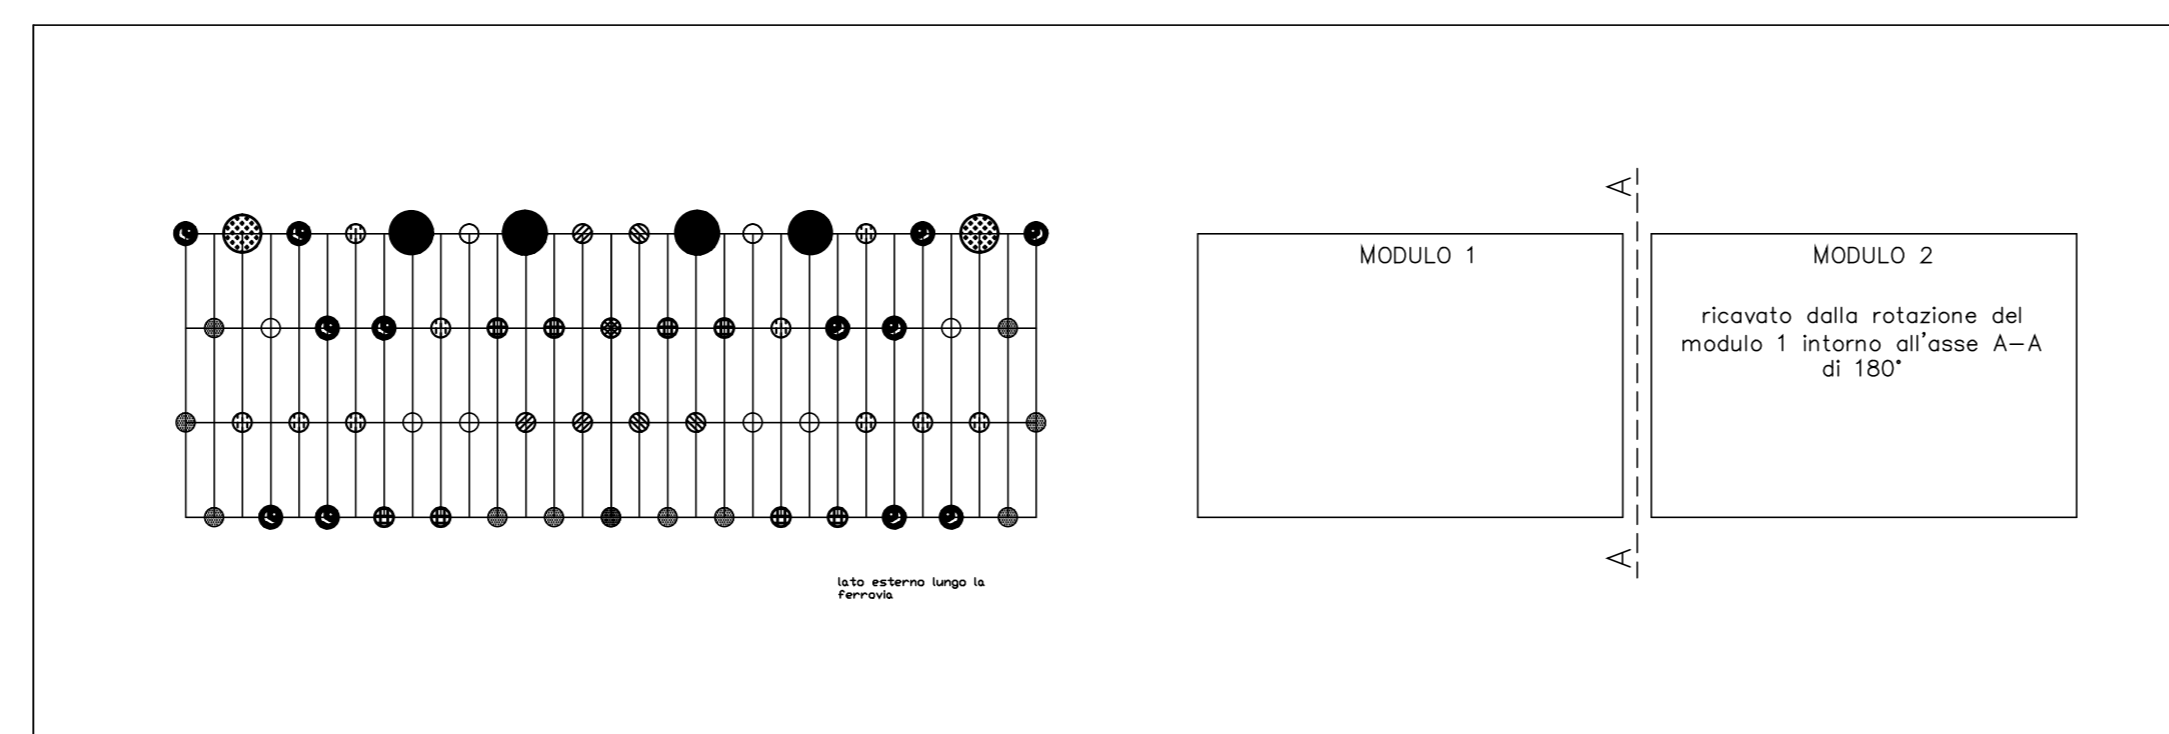 A
MODULO 1
MODULO 2
ricavato dalla rotazione del
modulo 1 intorno all'asse A-A
di 180°
A
lato esterno lungo la
ferrovia